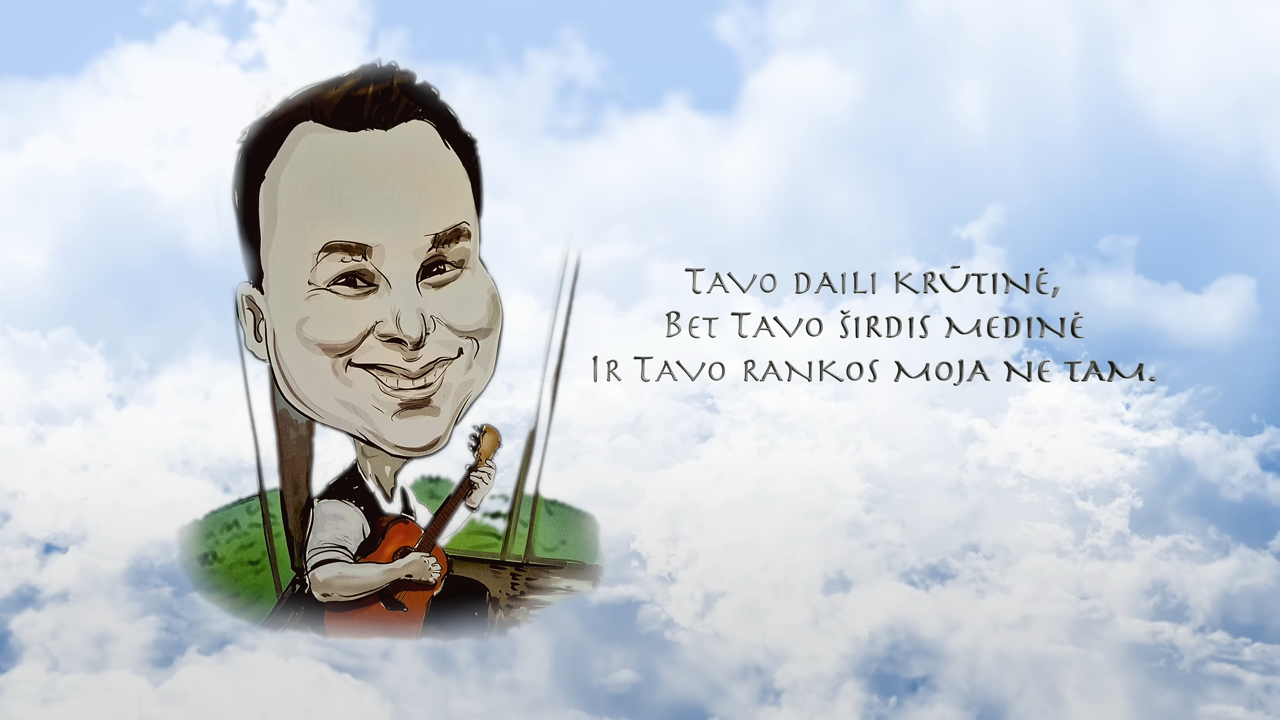 Tavo daili krūtinė,
Bet Tavo širdis medinė
Ir Tavo rankos moja ne tam.